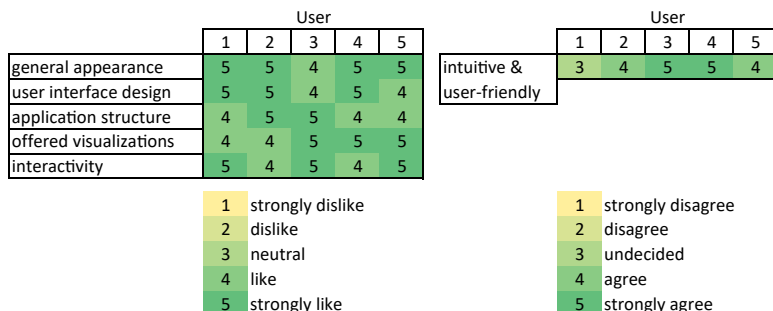 User User
1 2 3 4 5 1 2 3 4 5
general appearance 5 5 4 5 5 intuitive & 3 4 5 5 4
user interface design 5 5 4 5 4 user-friendly
application structure 4 5 5 4 4
offered visualizations 4 4 5 5 5
interactivity 5 4 5 4 5
1 strongly dislike 1 strongly disagree
2 dislike 2 disagree
3 neutral 3 undecided
4 like 4 agree
5 strongly like 5 strongly agree